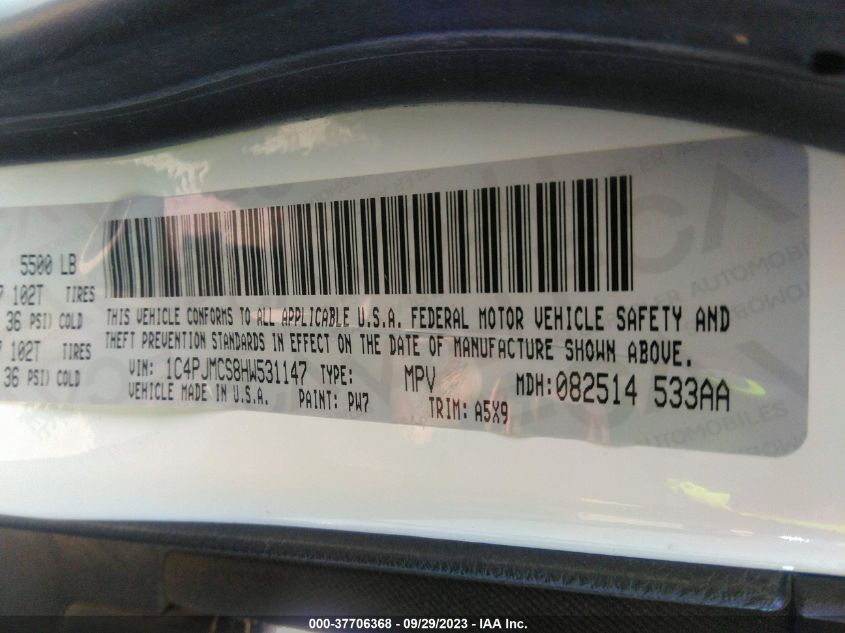 5500 LB
102T TIRES
36 PSI) COLD
102T TIRES
36 PSI) COLD
THIS VEHICLE CONFORMS TO ALL APPLICABLE U.S.A. FEDERAL MOTOR VEHICLE SAFETY AND
THEFT PREVENTION STANDARDS IN EFFECT ON THE DATE OF MANUFACTURE SHOWN ABOVE.
VIN: 1C4PJMCS8HW531147 TYPE: MPV MDH:082514 533AA
VEHICLE MADE IN U.S.A. PAINT: PW7 TRIM: A5X9
AUTOMOBILES
000-37706368 / 09/29/2023 - IAA Inc.